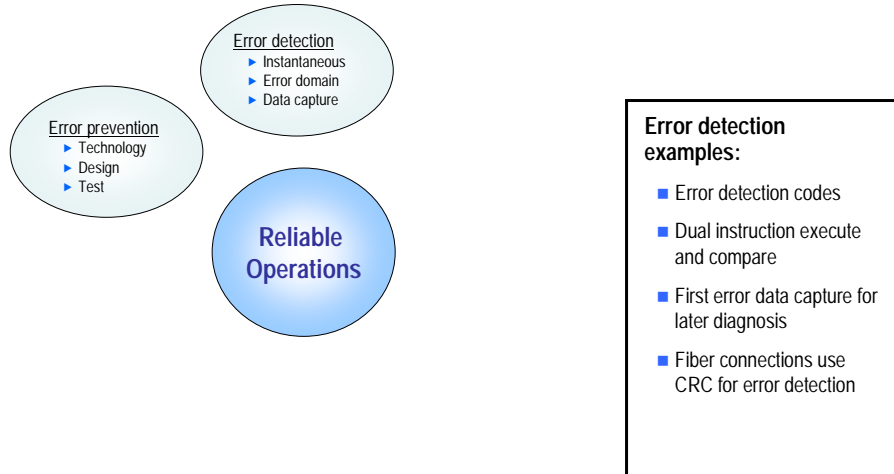 Error detection
► Instantaneous
► Error domain
► Data capture
Error prevention
► Technology
► Design
► Test
Reliable
Operations
Error detection
examples:
■ Error detection codes
■ Dual instruction execute
and compare
■ First error data capture for
later diagnosis
■ Fiber connections use
CRC for error detection